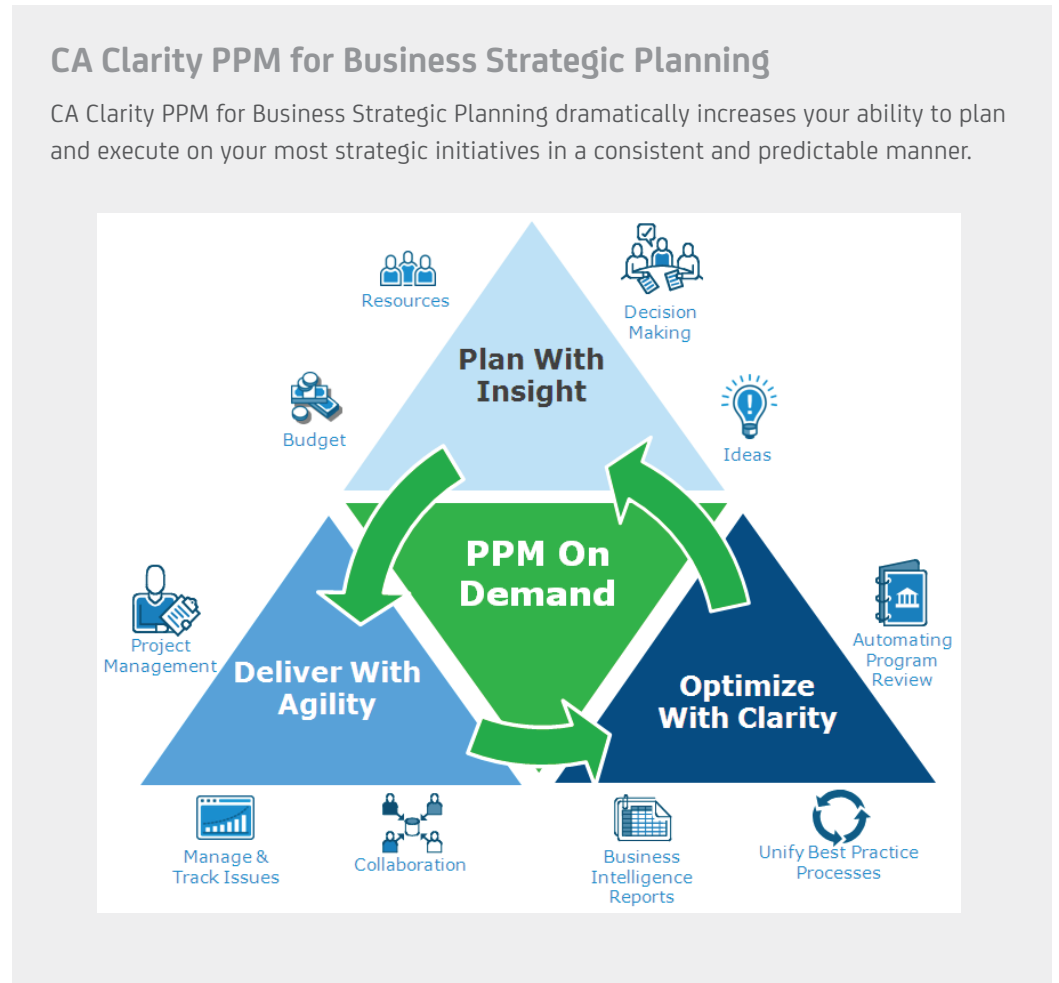 CA Clarity PPM for Business Strategic Planning
CA Clarity PPM for Business Strategic Planning dramatically increases your ability to plan
and execute on your most strategic initiatives in a consistent and predictable manner.
Resources
Decision
Making
Plan With
Insight
Budget
Ideas
PPM On
Demand
Project
Management
Deliver With
Agility
Automating
Program
Review
Optimize
With Clarity
Manage &
Track Issues
Collaboration
Business
Intelligence
Reports
Unify Best Practice
Processes